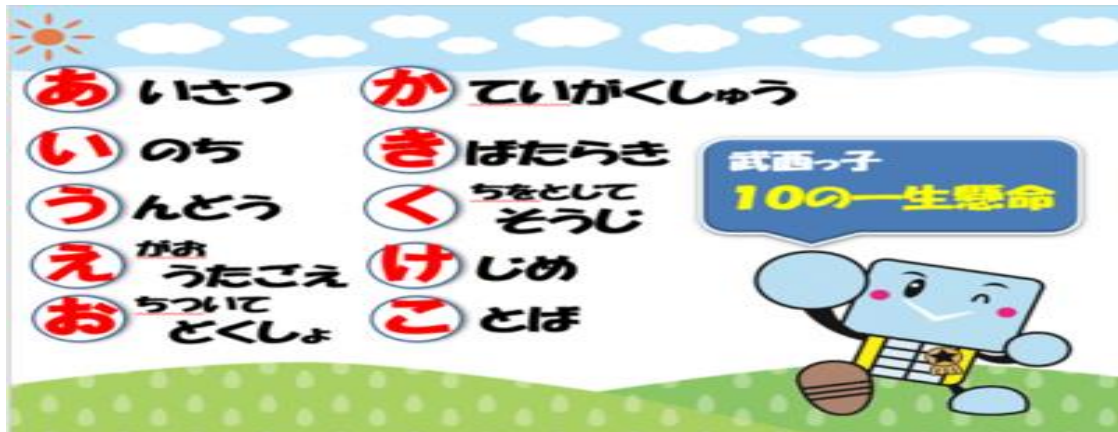 あいさつ
いのち
うんどう
えがお
うたごえ
おちついて
とくしょ
かていがくしゅう
きばたらき
くちをとじて
そうじ
けじめ
ことば
武西っ子
10の一生懸命